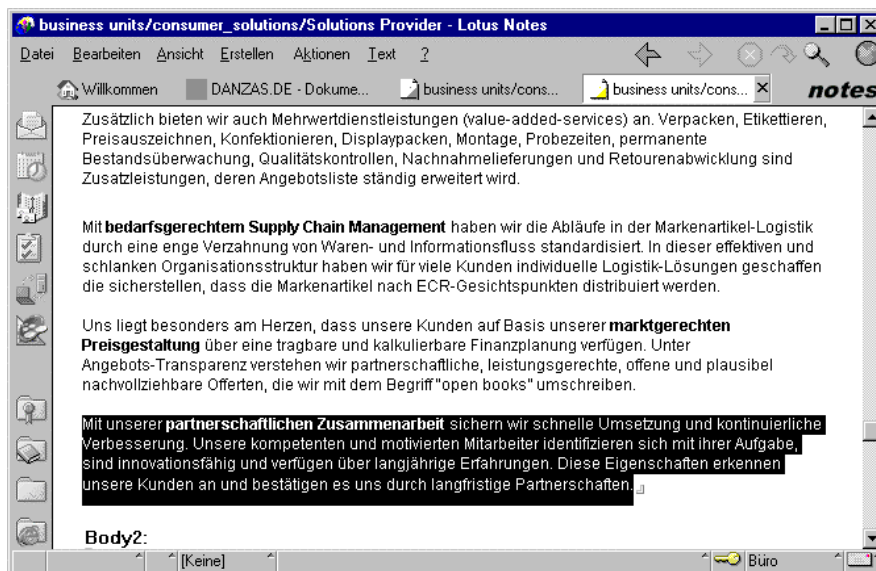 business units/consumer_solutions/Solutions Provider - Lotus Notes
Datei Bearbeiten Ansicht Erstellen Aktionen Text ?
Willkommen DANZAS.DE - Dokume... business units/cons... business units/cons... notes
Zusätzlich bieten wir auch Mehrwertdienstleistungen (value-added-services) an. Verpacken, Etikettieren,
Preisauszeichnen, Konfektionieren, Displaypacken, Montage, Probezeiten, permanente
Bestandsüberwachung, Qualitätskontrollen, Nachnahmelieferungen und Retourenabwicklung sind
Zusatzleistungen, deren Angebotsliste ständig erweitert wird.
Mit bedarfsgerechtem Supply Chain Management haben wir die Abläufe in der Markenartikel-Logistik
durch eine enge Verzahnung von Waren- und Informationsfluss standardisiert. In dieser effektiven und
schlanken Organisationsstruktur haben wir für viele Kunden individuelle Logistik-Lösungen geschaffen
die sicherstellen, dass die Markenartikel nach ECR-Gesichtspunkten distribuiert werden.
Uns liegt besonders am Herzen, dass unsere Kunden auf Basis unserer marktgerechten
Preisgestaltung über eine tragbare und kalkulierbare Finanzplanung verfügen. Unter
Angebots-Transparenz verstehen wir partnerschaftliche, leistungsgerechte, offene und plausibel
nachvollziehbare Offerten, die wir mit dem Begriff "open books" umschreiben.
Mit unserer partnerschaftlichen Zusammenarbeit sichern wir schnelle Umsetzung und kontinuierliche
Verbesserung. Unsere kompetenten und motivierten Mitarbeiter identifizieren sich mit ihrer Aufgabe,
sind innovationsfähig und verfügen über langjährige Erfahrungen. Diese Eigenschaften erkennen
unsere Kunden an und bestätigen es uns durch langfristige Partnerschaften.
Body2:
[Keine] Büro